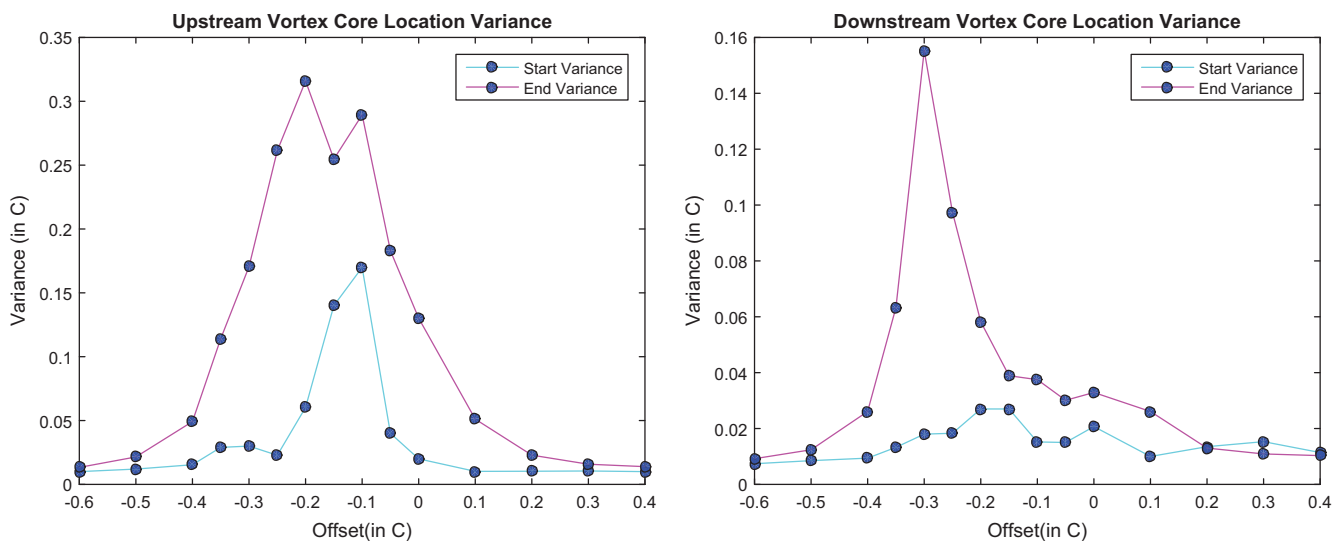 Upstream Vortex Core Location Variance
0.35
0.3
0.25
0.2
0.15
0.1
0.05
0
Variance (in C)
Start Variance
End Variance
-0.6 -0.5 -0.4 -0.3 -0.2 -0.1 0 0.1 0.2 0.3 0.4
Offset(in C)
Downstream Vortex Core Location Variance
0.16
0.14
0.12
0.1
0.08
0.06
0.04
0.02
0
Variance (in C)
Start Variance
End Variance
-0.6 -0.5 -0.4 -0.3 -0.2 -0.1 0 0.1 0.2 0.3 0.4
Offset(in C)